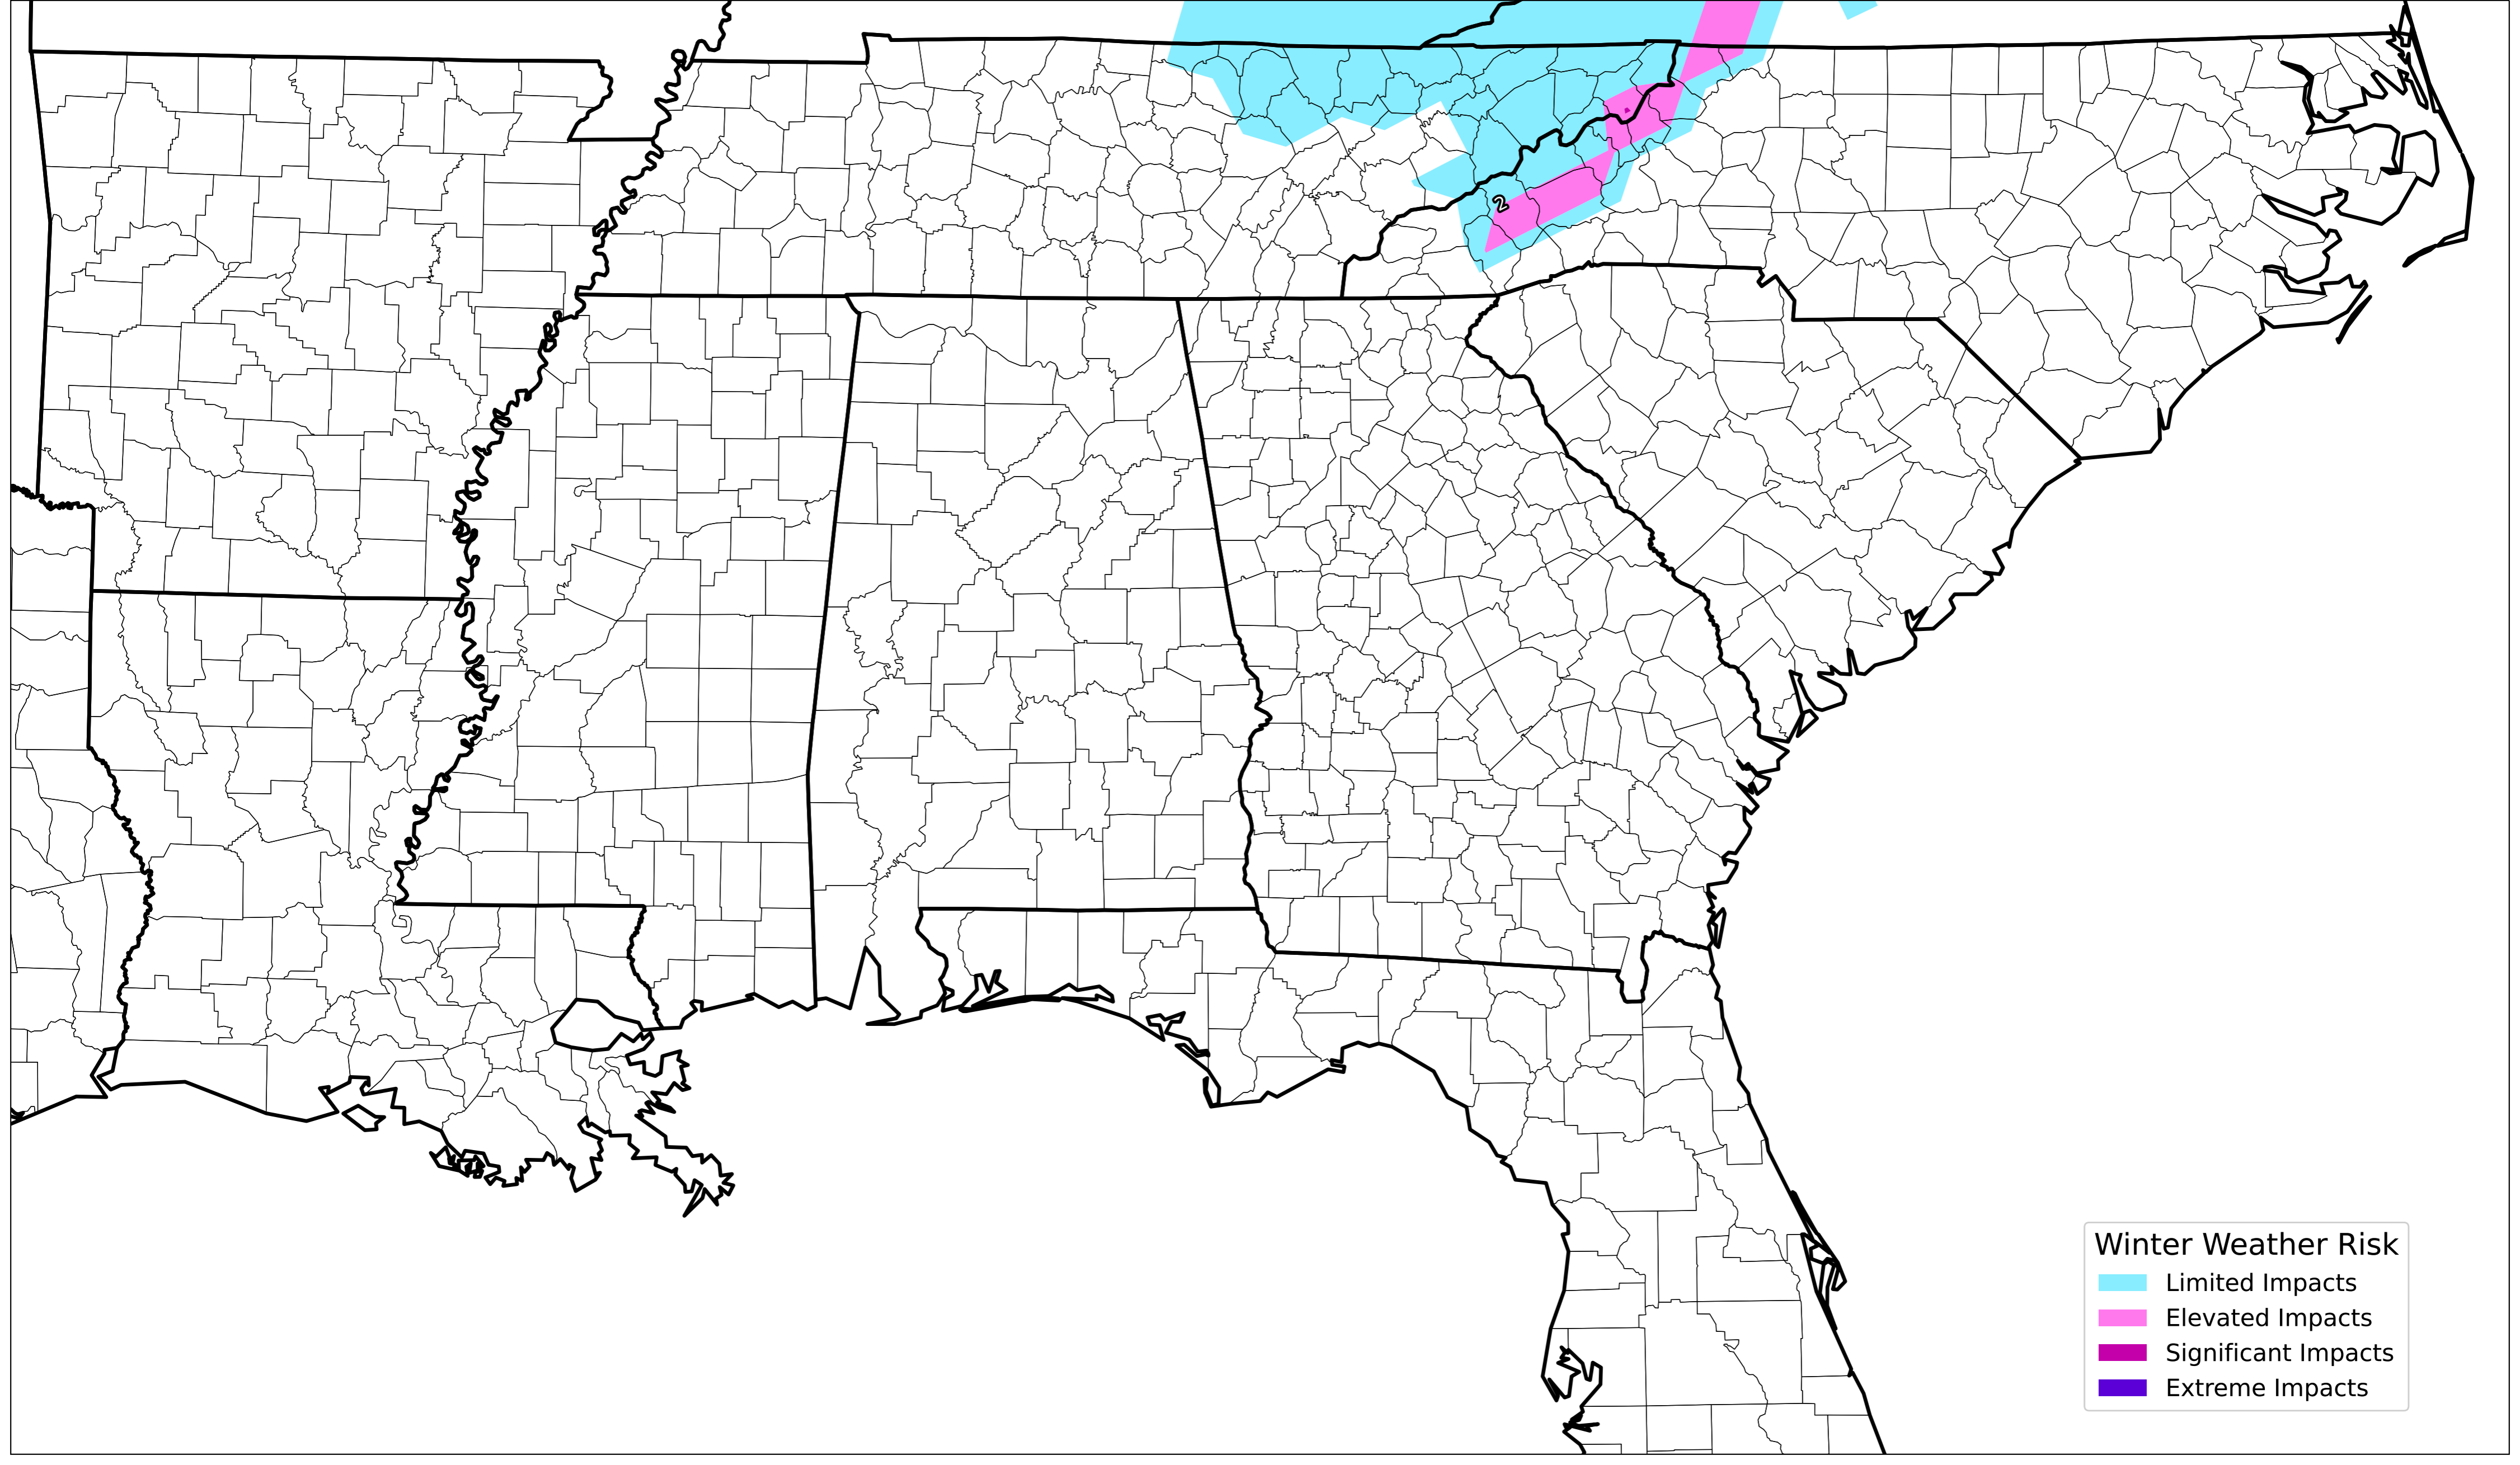 2
Winter Weather Risk
Limited Impacts
Elevated Impacts
Significant Impacts
Extreme Impacts